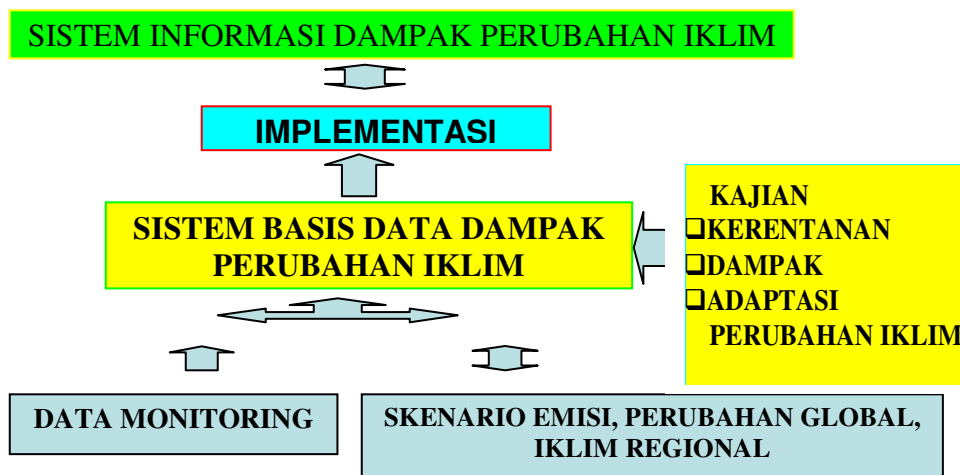 SISTEM INFORMASI DAMPAK PERUBAHAN IKLIM
IMPLEMENTASI
SISTEM BASIS DATA DAMPAK
PERUBAHAN IKLIM
KAJIAN
❑KERENTANAN
❑DAMPAK
❑ADAPTASI
PERUBAHAN IKLIM
DATA MONITORING
SKENARIO EMISI, PERUBAHAN GLOBAL,
IKLIM REGIONAL